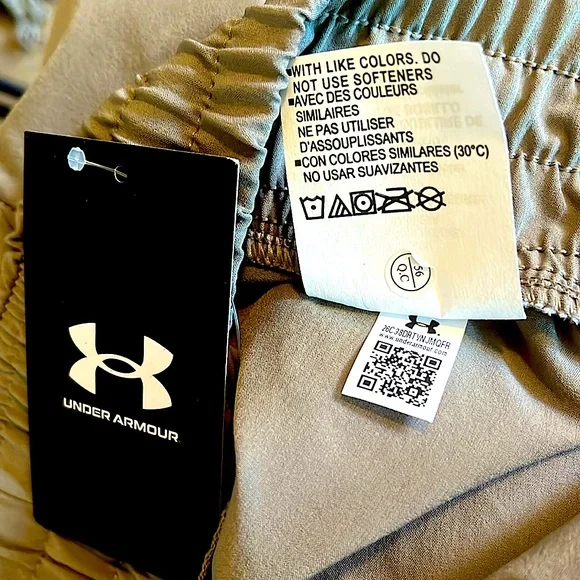 WITH LIKE COLORS. DO
NOT USE SOFTENERS
AVEC DES COULEURS
SIMILAIRES
NE PAS UTILISER
D'ASSOUPLISSANTS
CON COLORES SIMILARES (30°C)
NO USAR SUAVIZANTES
56
Q.C
26C38DRTYNJMQFR
www.underarmour.com
UNDER ARMOUR